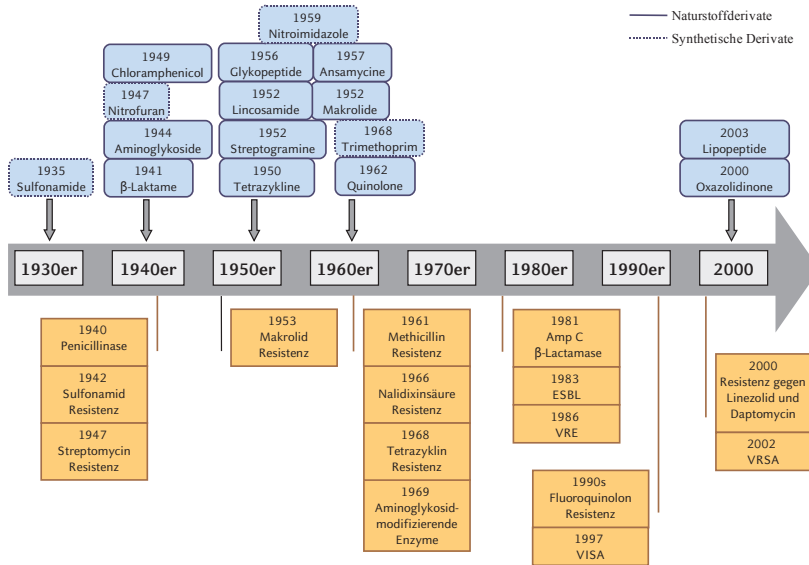 1959
Nitroimidazole
Naturstoffderivate
Synthetische Derivate
1949
Chloramphenicol
1956
Glykopeptide
1957
Ansamycine
1947
Nitrofuran
1952
Lincosamide
1952
Makrolide
1944
Aminoglykoside
1952
Streptogramine
1968
Trimethoprim
2003
Lipopeptide
1935
Sulfonamide
1941
β-Laktame
1950
Tetrazykline
1962
Quinolone
2000
Oxazolidinone
1930er
1940er
1950er
1960er
1970er
1980er
1990er
2000
1940
Penicillinase
1942
Sulfonamid
Resistenz
1947
Streptomycin
Resistenz
1953
Makrolid
Resistenz
1961
Methicillin
Resistenz
1966
Nalidixinsäure
Resistenz
1968
Tetrazyklin
Resistenz
1969
Aminoglykosid-
modifizierende
Enzyme
1981
Amp C
β-Lactamase
1983
ESBL
1986
VRE
1990s
Fluoroquinolon
Resistenz
1997
VISA
2000
Resistenz gegen
Linezolid und
Daptomycin
2002
VRSA